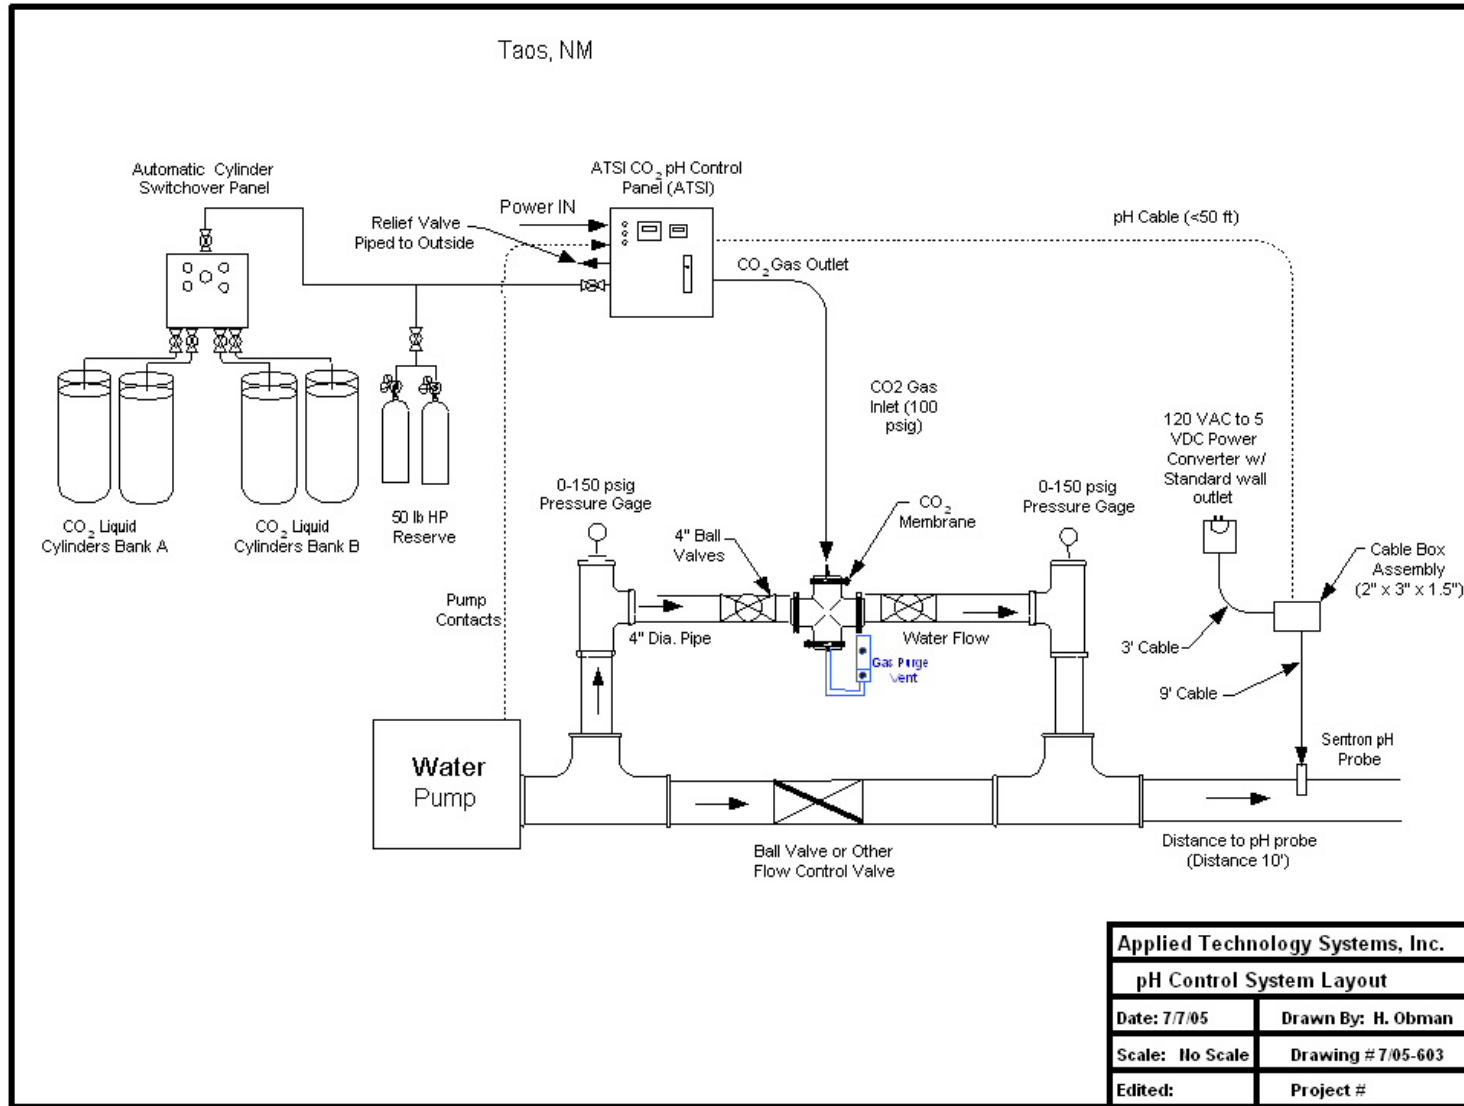 Taos, NM
Automatic Cylinder
Switchover Panel
ATSI CO2 pH Control
Panel (ATSI)
Power IN
Relief Valve
Piped to Outside
pH Cable (<50 ft)
CO2 Gas Outlet
CO2 Gas
Inlet (100
psig)
120 VAC to 5
VDC Power
Converter w/
Standard wall
outlet
0-150 psig
Pressure Gage
CO2
Membrane
0-150 psig
Pressure Gage
CO2 Liquid
Cylinders Bank A
CO2 Liquid
Cylinders Bank B
50 lb HP
Reserve
4" Ball
Valves
Cable Box
Assembly
(2" x 3" x 1.5")
Pump
Contacts
4" Dia. Pipe
Water Flow
Gas Purge
Vent
3' Cable
9' Cable
Sentron pH
Probe
Water
Pump
Ball Valve or Other
Flow Control Valve
Distance to pH probe
(Distance 10')
Applied Technology Systems, Inc.
pH Control System Layout
Date: 7/7/05
Drawn By: H. Obman
Scale: No Scale
Drawing # 7/05-603
Edited:
Project #